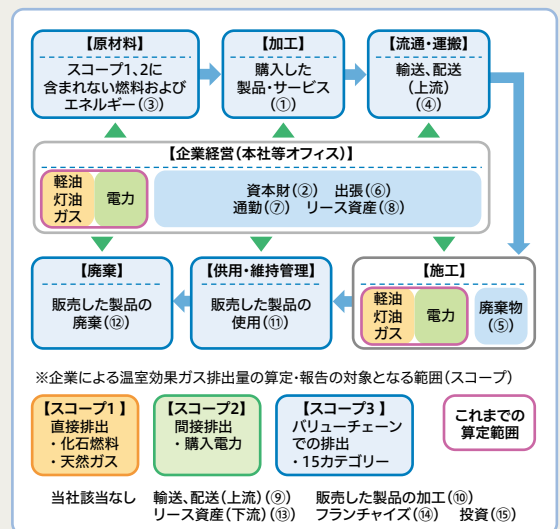 【原材料】
スコープ1、2に
含まれない燃料および
エネルギー(③)
【加工】
購入した
製品・サービス
(①)
【流通・運搬】
輸送、配送
(上流)
(④)
【企業経営(本社等オフィス)】
軽油
灯油
ガス
電力
資本財(②) 出張(⑥)
通勤(⑦) リース資産(⑧)
【廃棄】
販売した製品の
廃棄(⑫)
【供用・維持管理】
販売した製品の
使用(⑪)
【施工】
軽油
灯油
ガス
電力
廃棄物
(⑤)
※企業による温室効果ガス排出量の算定・報告の対象となる範囲(スコープ)
【スコープ1】
直接排出
・化石燃料
・天然ガス
【スコープ2】
間接排出
・購入電力
【スコープ3】
バリューチェーン
での排出
・15カテゴリー
これまでの
算定範囲
当社該当なし 輸送、配送(上流)(⑨) 販売した製品の加工(⑩)
リース資産(下流)(⑬) フランチャイズ(⑭) 投資(⑮)